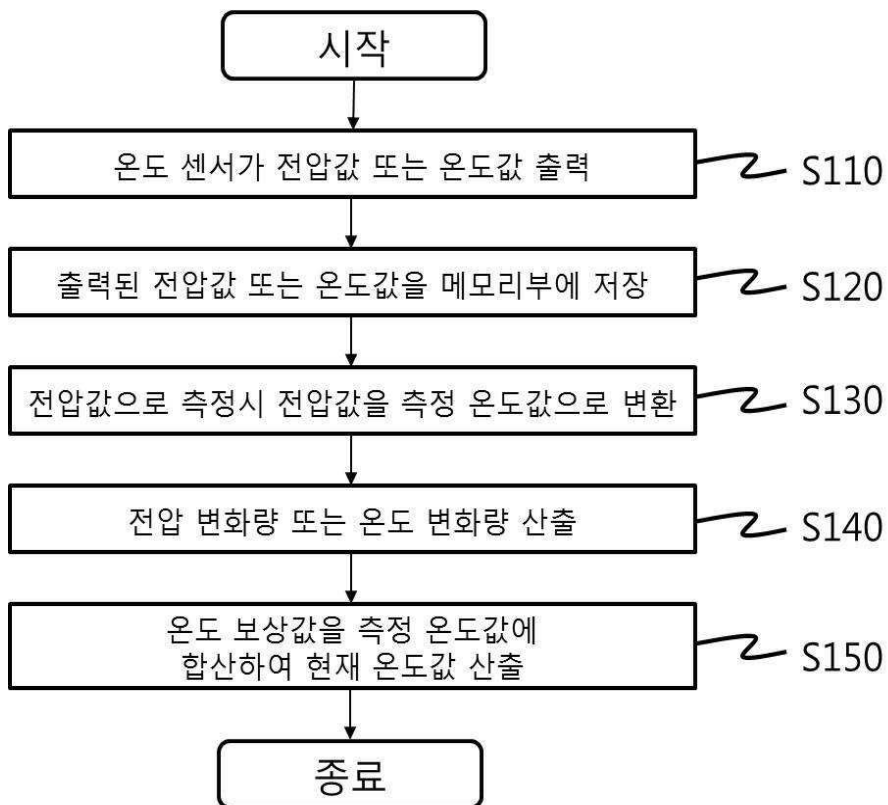 시작
온도 센서가 전압값 또는 온도값 출력
S110
출력된 전압값 또는 온도값을 메모리부에 저장
S120
전압값으로 측정시 전압값을 측정 온도값으로 변환
S130
전압 변화량 또는 온도 변화량 산출
S140
온도 보상값을 측정 온도값에
합산하여 현재 온도값 산출
S150
종료